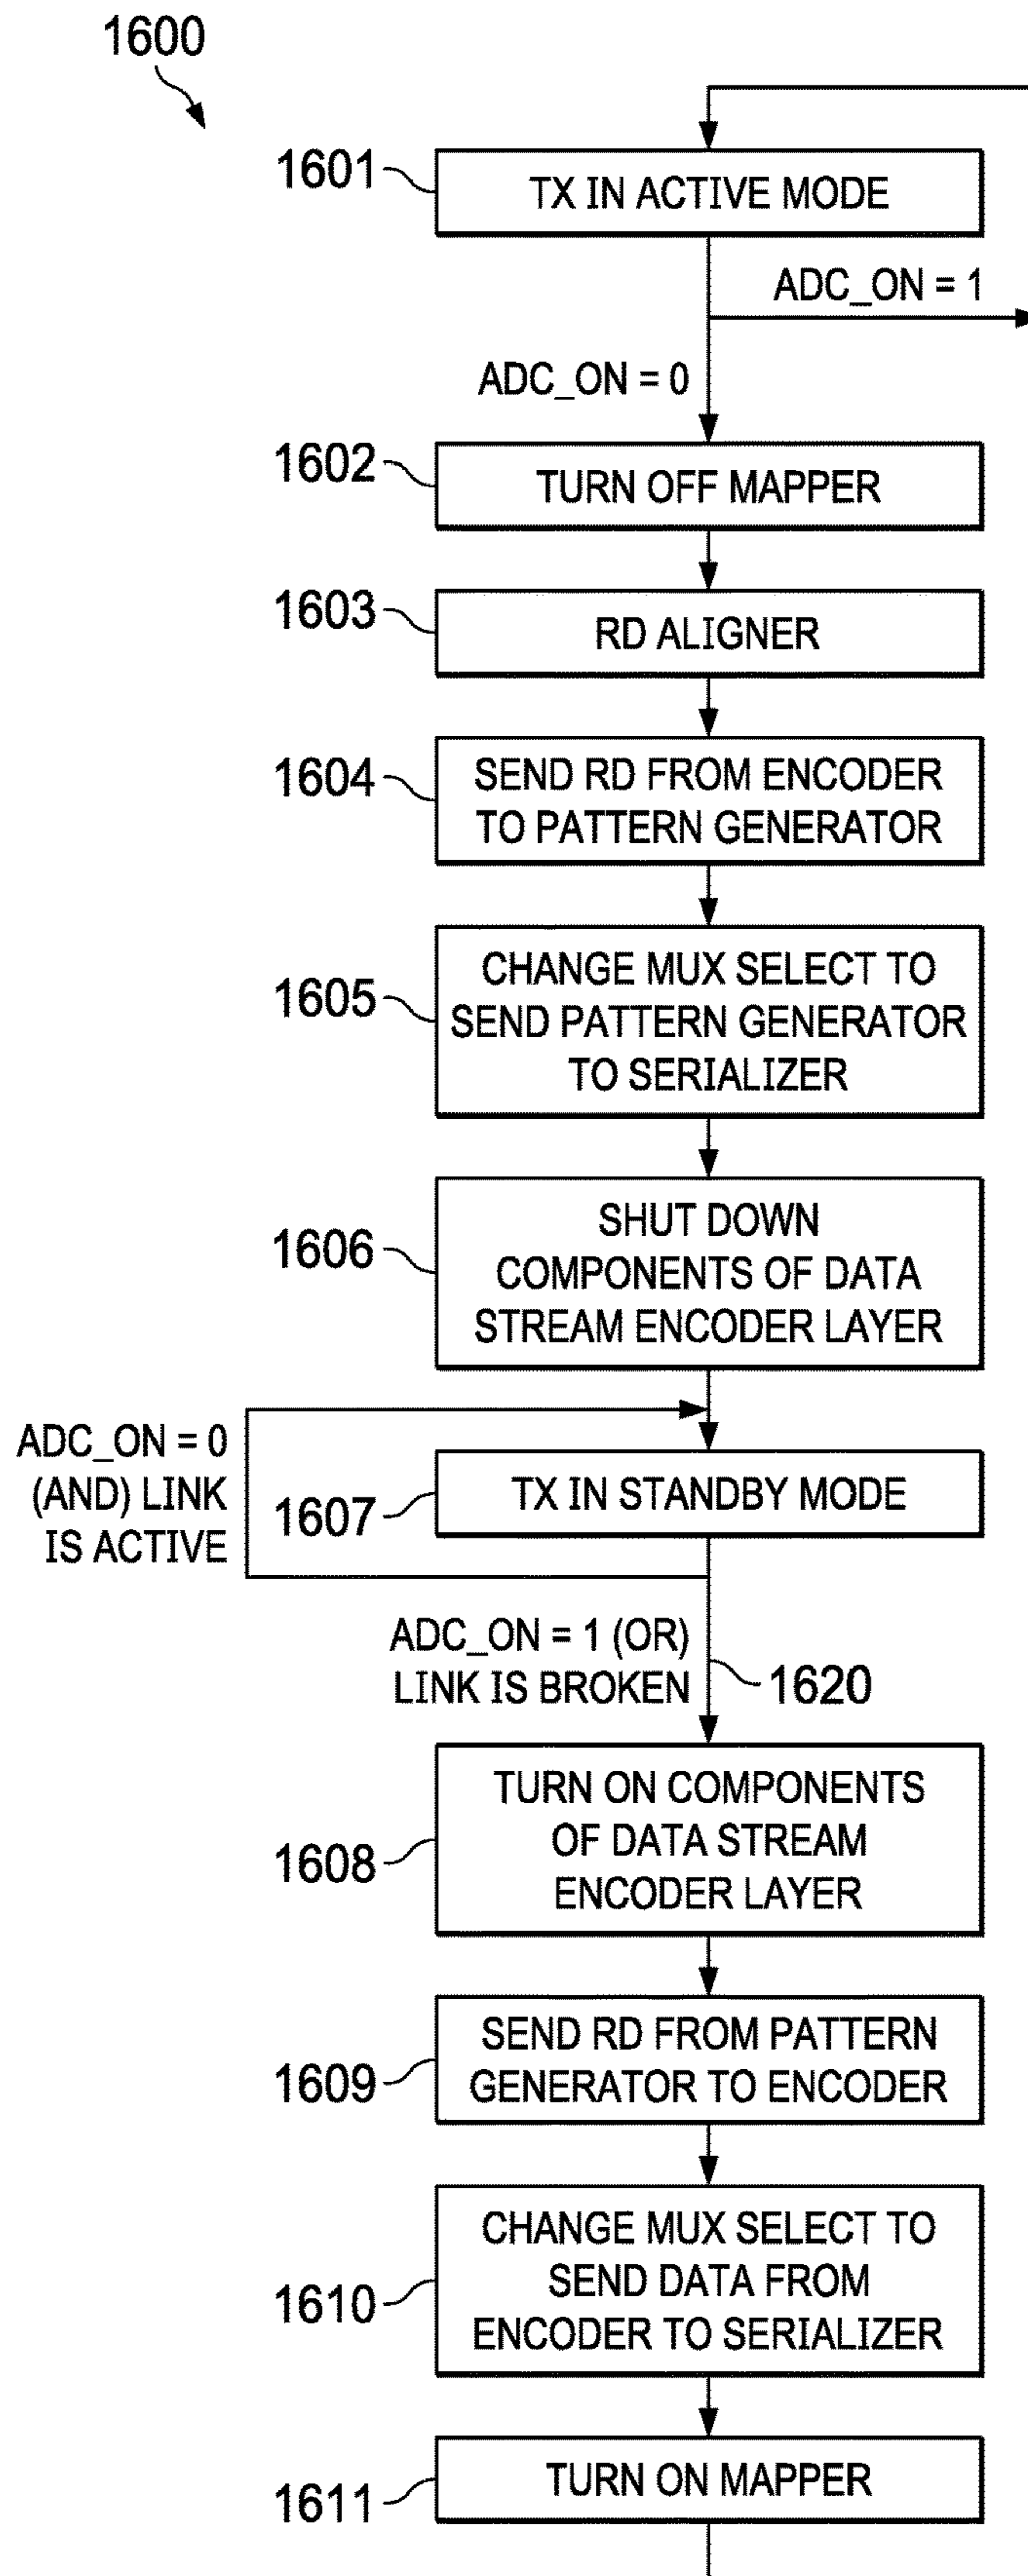 1600
1601
TX IN ACTIVE MODE
ADC_ON = 1
ADC_ON = 0
1602
TURN OFF MAPPER
1603
RD ALIGNER
1604
SEND RD FROM ENCODER
TO PATTERN GENERATOR
1605
CHANGE MUX SELECT TO
SEND PATTERN GENERATOR
TO SERIALIZER
1606
SHUT DOWN
COMPONENTS OF DATA
STREAM ENCODER LAYER
ADC_ON = 0
(AND) LINK
IS ACTIVE
1607
TX IN STANDBY MODE
ADC_ON = 1 (OR)
LINK IS BROKEN
1620
1608
TURN ON COMPONENTS
OF DATA STREAM
ENCODER LAYER
1609
SEND RD FROM PATTERN
GENERATOR TO ENCODER
1610
CHANGE MUX SELECT TO
SEND DATA FROM
ENCODER TO SERIALIZER
1611
TURN ON MAPPER